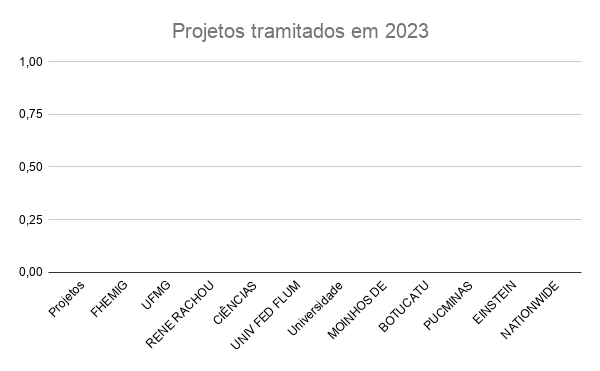 Projetos tramitados em 2023
1,00
0,75
0,50
0,25
0,00
Projetos
FHEMIG
UFMG
RENE RACHOU
CIÊNCIAS
UNIV FED FLUM
Universidade
MOINHOS DE
BOTUCATU
PUCMINAS
EINSTEIN
NATIONWIDE